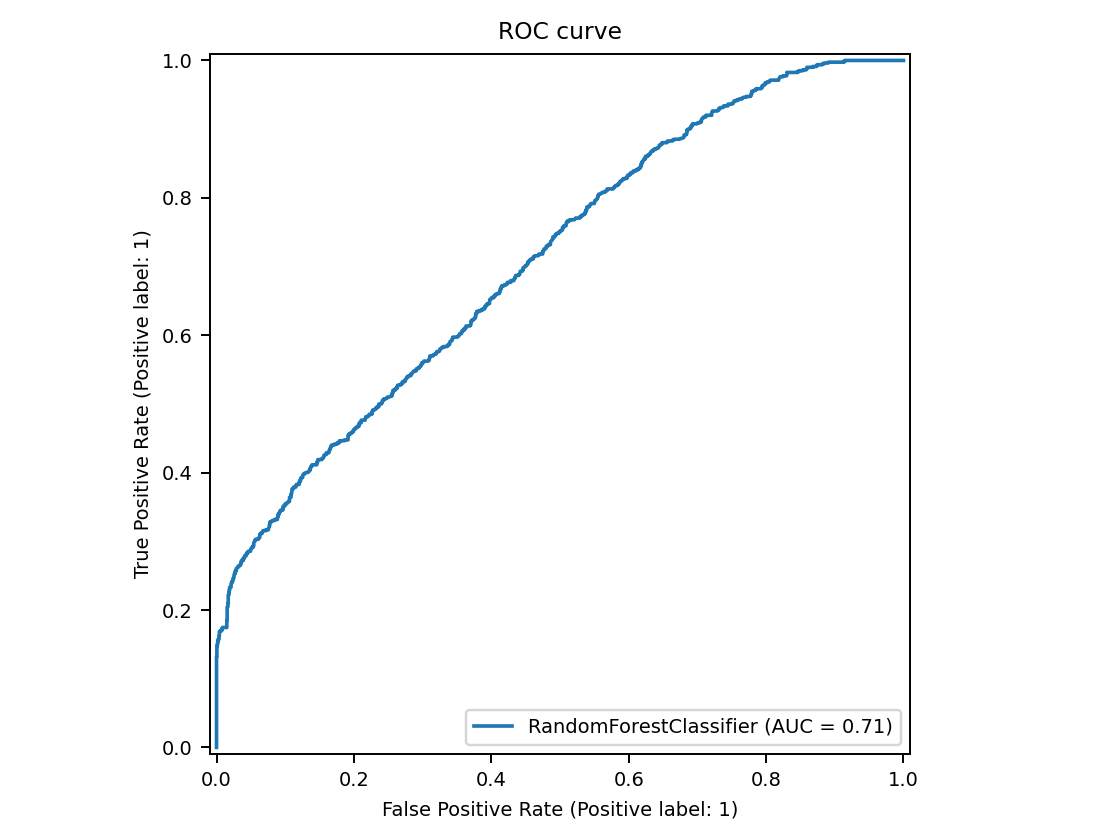 ROC curve
True Positive Rate (Positive label: 1)
1.0
0.8
0.6
0.4
0.2
0.0
RandomForestClassifier (AUC = 0.71)
0.0 0.2 0.4 0.6 0.8 1.0
False Positive Rate (Positive label: 1)